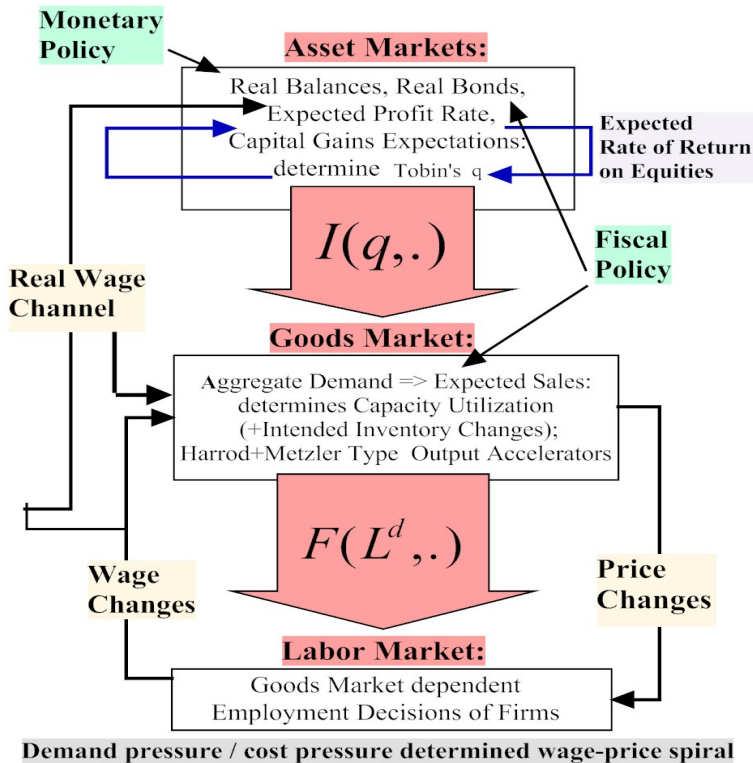 Monetary
Policy
Asset Markets:
Real Balances, Real Bonds,
Expected Profit Rate,
Capital Gains Expectations:
determine Tobin's q
Expected
Rate of Return
on Equities
I(q,.)
Fiscal
Policy
Real Wage
Channel
Goods Market:
Aggregate Demand => Expected Sales:
determines Capacity Utilization
(+Intended Inventory Changes);
Harrod+Metzler Type Output Accelerators
F(L^d,.)
Wage
Changes
Price
Changes
Labor Market:
Goods Market dependent
Employment Decisions of Firms
Demand pressure / cost pressure determined wage-price spiral